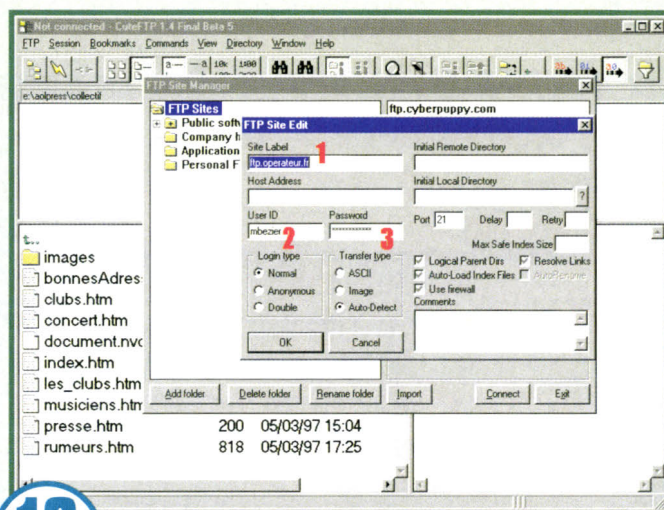 Not connected - CuteFTP 1.4 Final Beta 5
FTP Session Bookmarks Commands View Directory Window Help
e:\aolpress\collectif
FTP Site Manager
FTP Sites
ftp.cyberpuppy.com
Public softw
Company h
Application
Personal F
FTP Site Edit
Site Label
1
ftp.operateur.fr
Initial Remote Directory
Host Address
Initial Local Directory
?
User ID
Password
mbezier
2
************
3
Port 21 Delay Retry
Max Safe Index Size
Login type
Normal
Anonymous
Double
Transfer type
ASCII
Image
Auto-Detect
Logical Parent Dirs
Resolve Links
Auto-Load Index Files
AutoRename
Use firewall
Comments
OK
Cancel
Add folder
Delete folder
Rename folder
Import
Connect
Exit
images
bonnesAdres
clubs.htm
concert.htm
document.nvc
index.htm
les_clubs.htm
musiciens.htm
presse.htm 200 05/03/97 15:04
rumeurs.htm 818 05/03/97 17:25